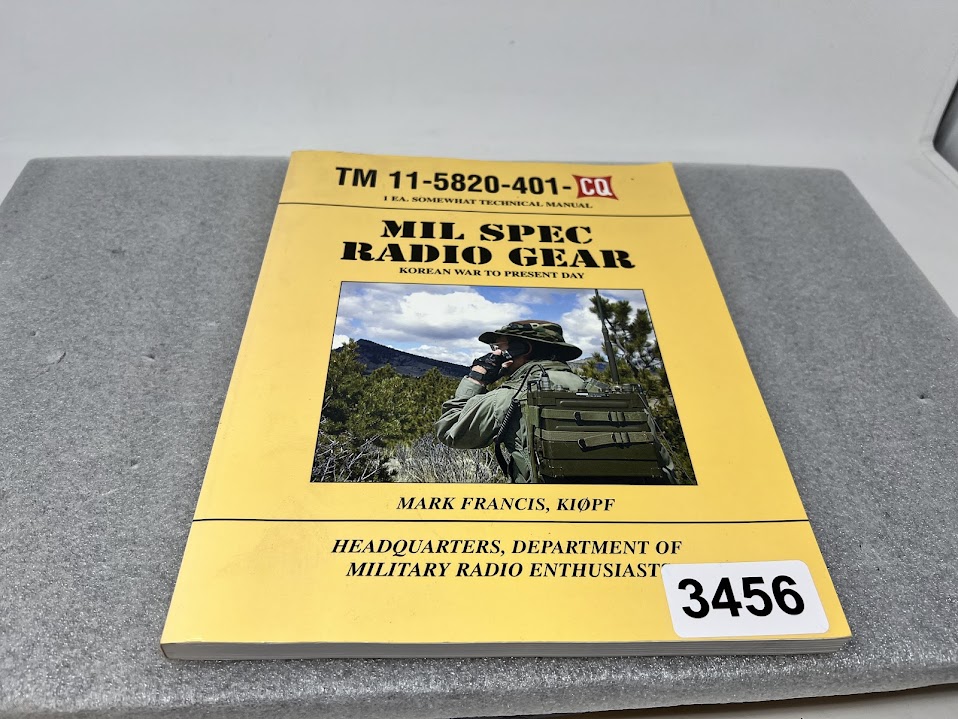 TM 11-5820-401-CQ
1 EA. SOMEWHAT TECHNICAL MANUAL
MIL SPEC
RADIO GEAR
KOREAN WAR TO PRESENT DAY
MARK FRANCIS, KIØPF
HEADQUARTERS, DEPARTMENT OF
MILITARY RADIO ENTHUSIASTS
3456